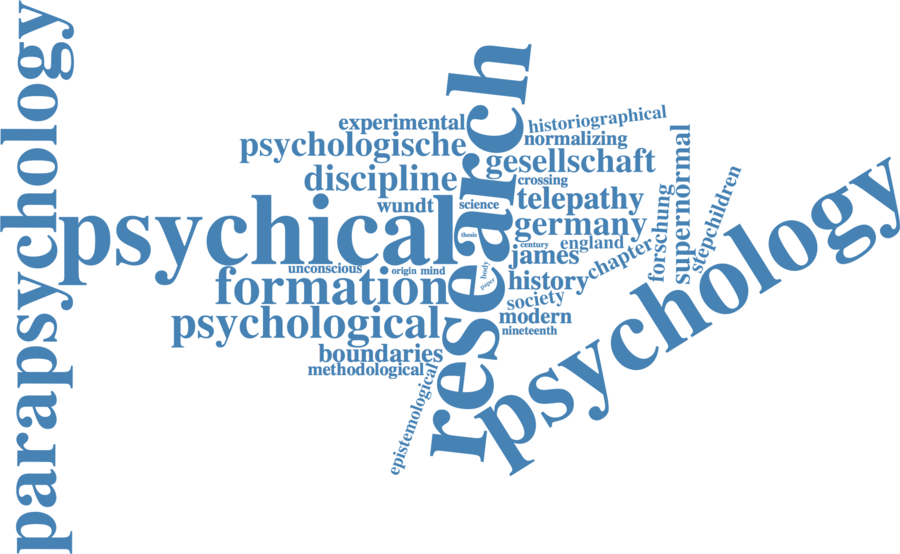 parapsychology
psychical
research
psychology
experimental
psychologische
discipline
wundt
science
unconscious
origin
mind
formation
psychological
boundaries
methodological
epistemological
historiographical
normalizing
gesellschaft
crossing
telepathy
germany
thesis
century
england
james
chapter
body
paper
history
society
modern
nineteenth
forschung
supernormal
stepchildren